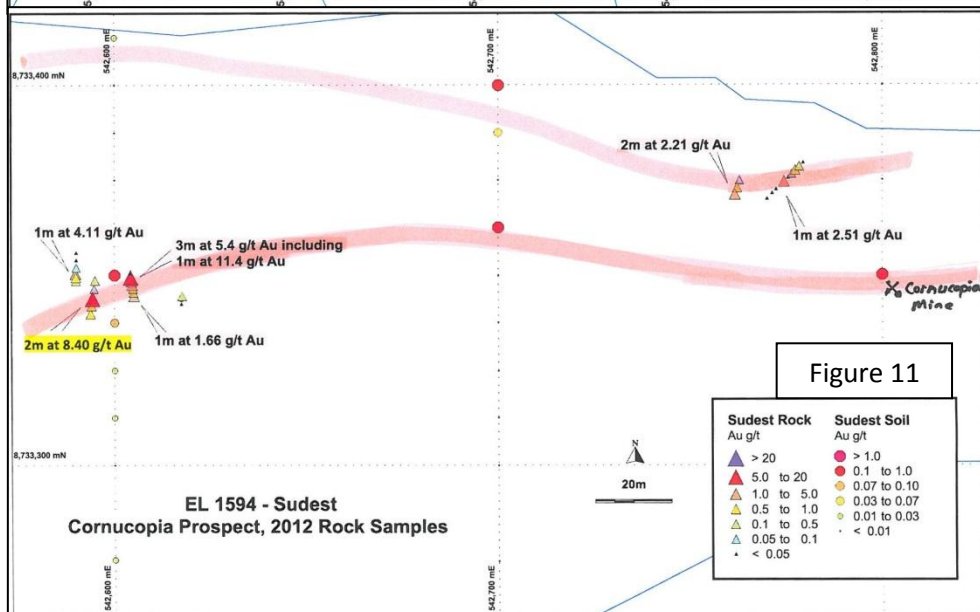 542,600 mE
542,700 mE
542,800 mE
8,733,400 mN
2m at 2.21 g/t Au
1m at 4.11 g/t Au
3m at 5.4 g/t Au including
1m at 11.4 g/t Au
1m at 2.51 g/t Au
X Cornucopia
Mine
2m at 8.40 g/t Au
1m at 1.66 g/t Au
Figure 11
8,733,300 mN
N
20m
EL 1594 - Sudest
Cornucopia Prospect, 2012 Rock Samples
Sudest Rock
Au g/t
> 20
5.0 to 20
1.0 to 5.0
0.5 to 1.0
0.1 to 0.5
0.05 to 0.1
< 0.05
Sudest Soil
Au g/t
> 1.0
0.1 to 1.0
0.07 to 0.10
0.03 to 0.07
0.01 to 0.03
< 0.01
542,600 mE
542,700 mE